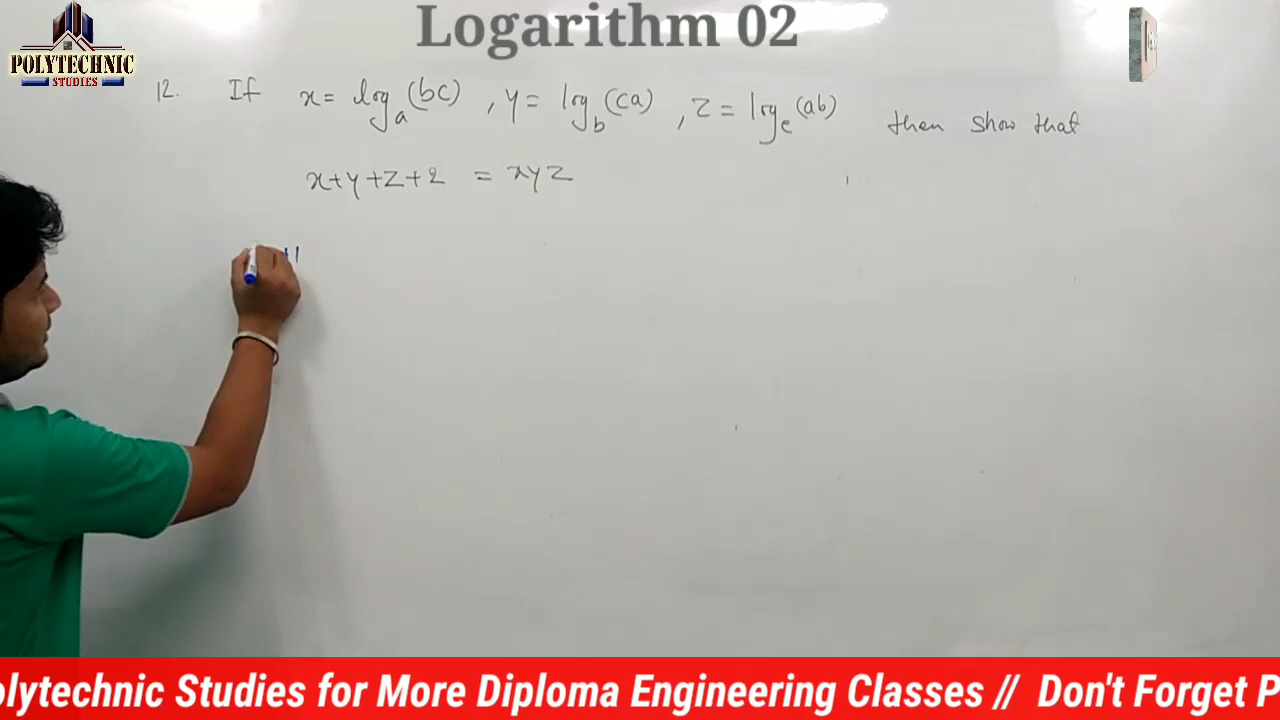 Logarithm 02
POLYTECHNIC
STUDIES
12. If x = log_a (bc) , y = log_b (ca) , z = log_c (ab) then show that
x+y+z+2 = xyz
olytechnic Studies for More Diploma Engineering Classes // Don't Forget P